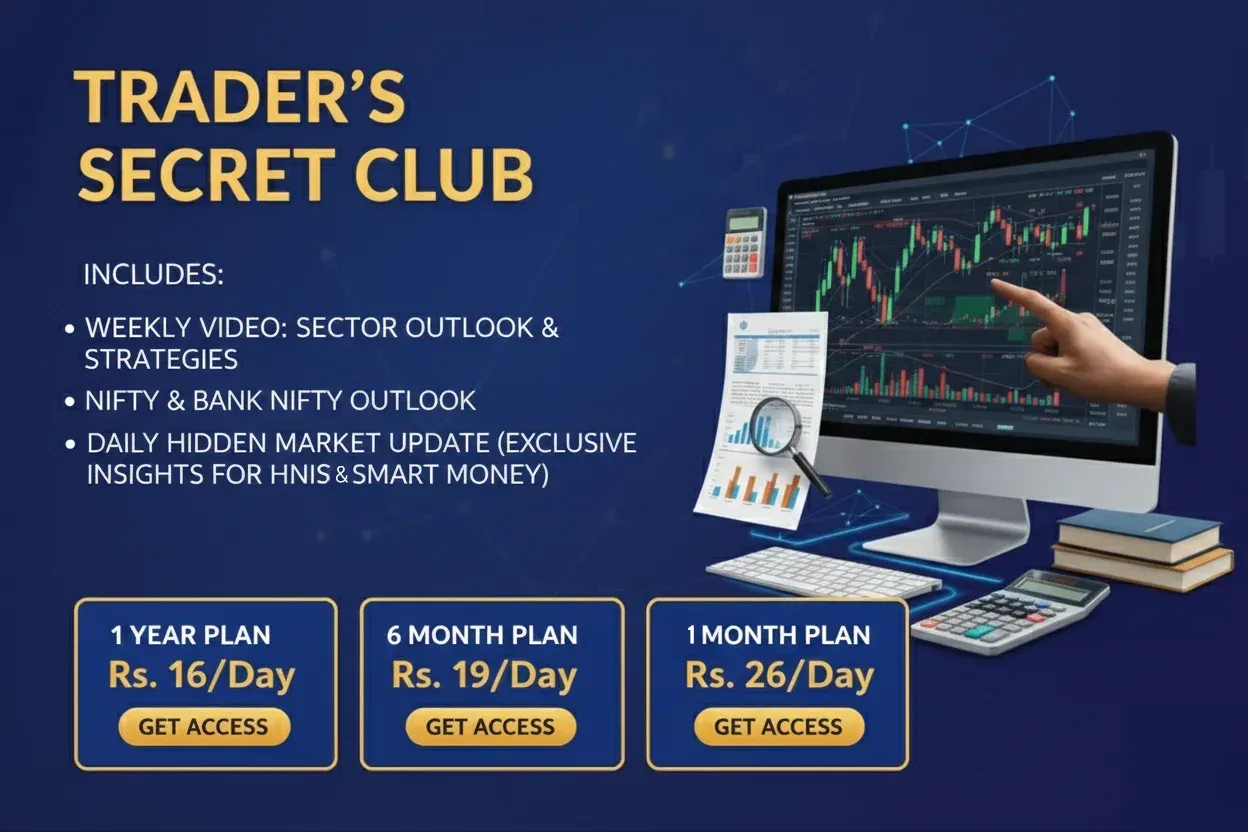 TRADER'S
SECRET CLUB
INCLUDES:
• WEEKLY VIDEO: SECTOR OUTLOOK &
STRATEGIES
• NIFTY & BANK NIFTY OUTLOOK
• DAILY HIDDEN MARKET UPDATE (EXCLUSIVE
INSIGHTS FOR HNIS & SMART MONEY)
1 YEAR PLAN
Rs. 16/Day
GET ACCESS
6 MONTH PLAN
Rs. 19/Day
GET ACCESS
1 MONTH PLAN
Rs. 26/Day
GET ACCESS